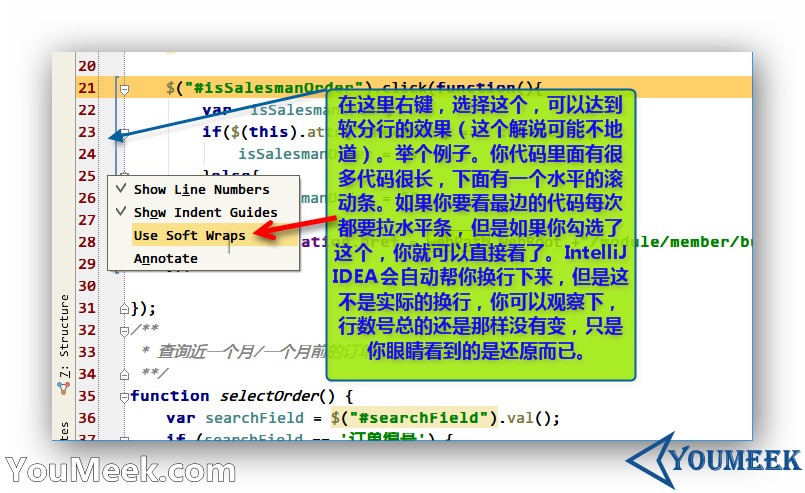 20
21 $("#isSalesmanOrder").click(function(){
22 var isSalesman
23 if($(this).att
24 isSalesman
25 }else{
26
27
28
29
30
31 });
32 /**
33 * 查询近一个月/一个月前的订单
34 **/
35 function selectOrder() {
36 var searchField = $("#searchField").val();
37 if (searchField == '订单编号') {
Show Line Numbers
Show Indent Guides
Use Soft Wraps
Annotate
在这里右键，选择这个，可以达到
软分行的效果（这个解说可能不地
道）。举个例子。你代码里面有很
多代码很长，下面有一个水平的滚
动条。如果你要看最边的代码每次
都要拉水平条，但是如果你勾选了
这个，你就可以直接看了。IntelliJ
IDEA会自动帮你换行下来，但是这
不是实际的换行，你可以观察下，
行数号总的还是那样没有变，只是
你眼睛看到的是还原而已。
/module/member/bu
7: Structure
YouMeek.com
YOUMEEK